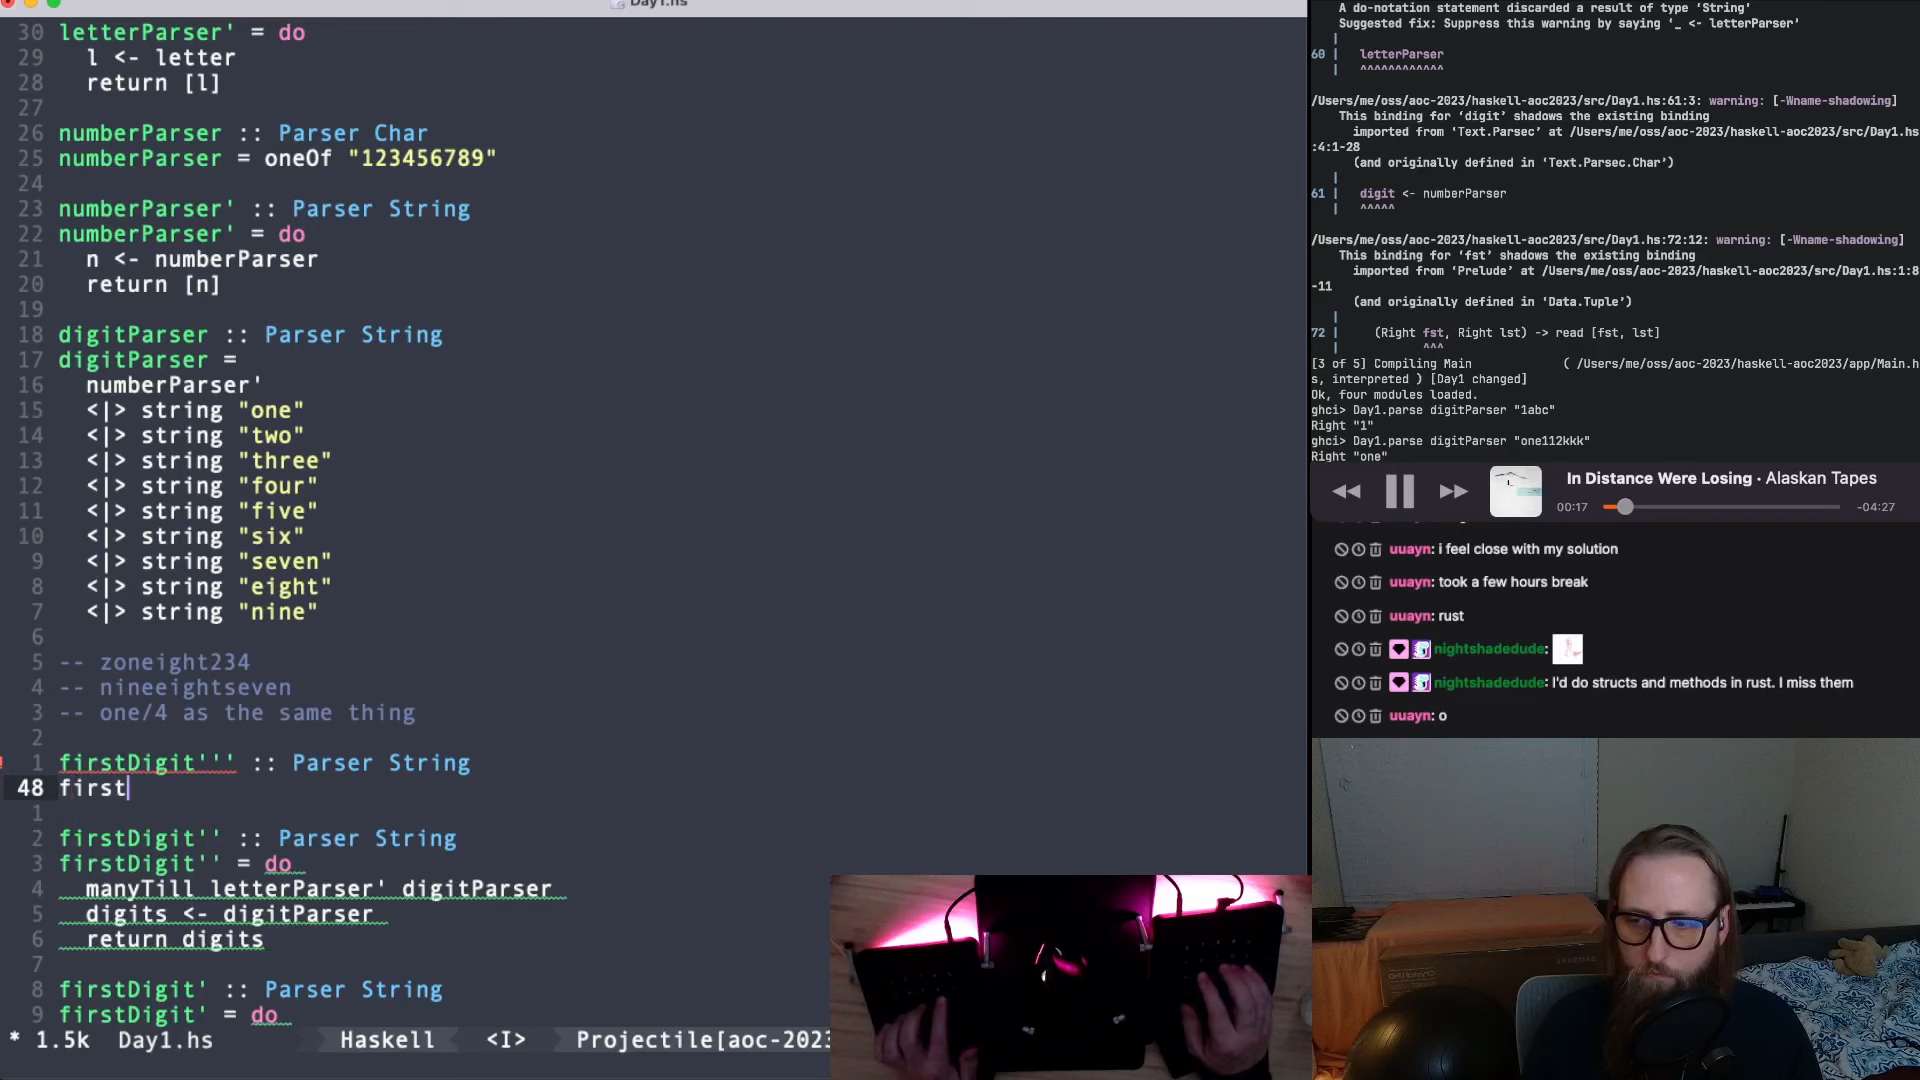 Day1.hs
30 letterParser' = do
29 l <- letter
28 return [l]
27
26 numberParser :: Parser Char
25 numberParser = oneOf "123456789"
24
23 numberParser' :: Parser String
22 numberParser' = do
21 n <- numberParser
20 return [n]
19
18 digitParser :: Parser String
17 digitParser =
16 numberParser'
15 <|> string "one"
14 <|> string "two"
13 <|> string "three"
12 <|> string "four"
11 <|> string "five"
10 <|> string "six"
9 <|> string "seven"
8 <|> string "eight"
7 <|> string "nine"
6
5 -- zoneight234
4 -- nineeightseven
3 -- one/4 as the same thing
2
1 firstDigit''' :: Parser String
48 first
1
2 firstDigit'' :: Parser String
3 firstDigit'' = do
4 manyTill letterParser' digitParser
5 digits <- digitParser
6 return digits
7
8 firstDigit' :: Parser String
9 firstDigit' = do
* 1.5k Day1.hs Haskell <I> Projectile[aoc-2023
A do-notation statement discarded a result of type ‘String’
Suggested fix: Suppress this warning by saying ‘_ <- letterParser’
|
60 | letterParser
| ^^^^^^^^^^^^
/Users/me/oss/aoc-2023/haskell-aoc2023/src/Day1.hs:61:3: warning: [-Wname-shadowing]
This binding for ‘digit’ shadows the existing binding
imported from ‘Text.Parsec’ at /Users/me/oss/aoc-2023/haskell-aoc2023/src/Day1.hs
:4:1-28
(and originally defined in ‘Text.Parsec.Char’)
|
61 | digit <- numberParser
| ^^^^^
/Users/me/oss/aoc-2023/haskell-aoc2023/src/Day1.hs:72:12: warning: [-Wname-shadowing]
This binding for ‘fst’ shadows the existing binding
imported from ‘Prelude’ at /Users/me/oss/aoc-2023/haskell-aoc2023/src/Day1.hs:1:8
-11
(and originally defined in ‘Data.Tuple’)
|
72 | (Right fst, Right lst) -> read [fst, lst]
| ^^^
[3 of 5] Compiling Main ( /Users/me/oss/aoc-2023/haskell-aoc2023/app/Main.h
s, interpreted ) [Day1 changed]
Ok, four modules loaded.
ghci> Day1.parse digitParser "1abc"
Right "1"
ghci> Day1.parse digitParser "one112kkk"
Right "one"
In Distance Were Losing · Alaskan Tapes
00:17 -04:27
uuayn: i feel close with my solution
uuayn: took a few hours break
uuayn: rust
nightshadedude:
nightshadedude: I'd do structs and methods in rust. I miss them
uuayn: o